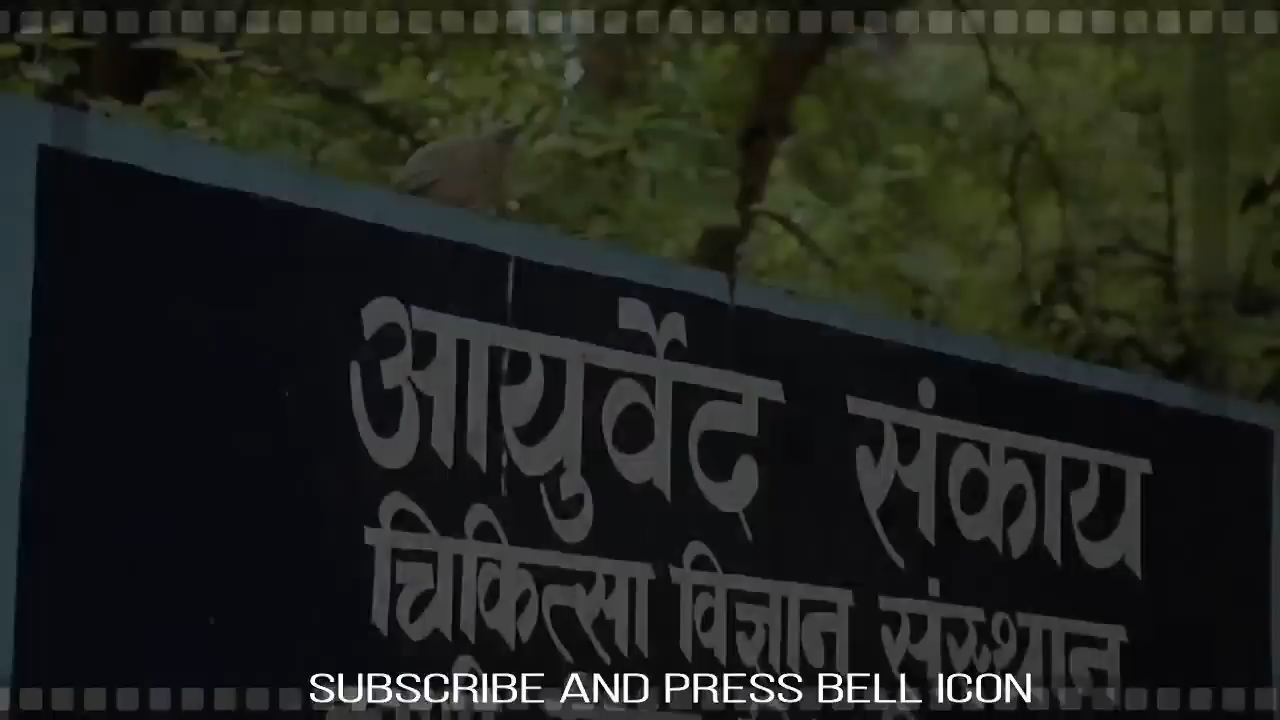 आयुर्वेद संकाय
चिकित्सा विज्ञान संस्थान
SUBSCRIBE AND PRESS BELL ICON